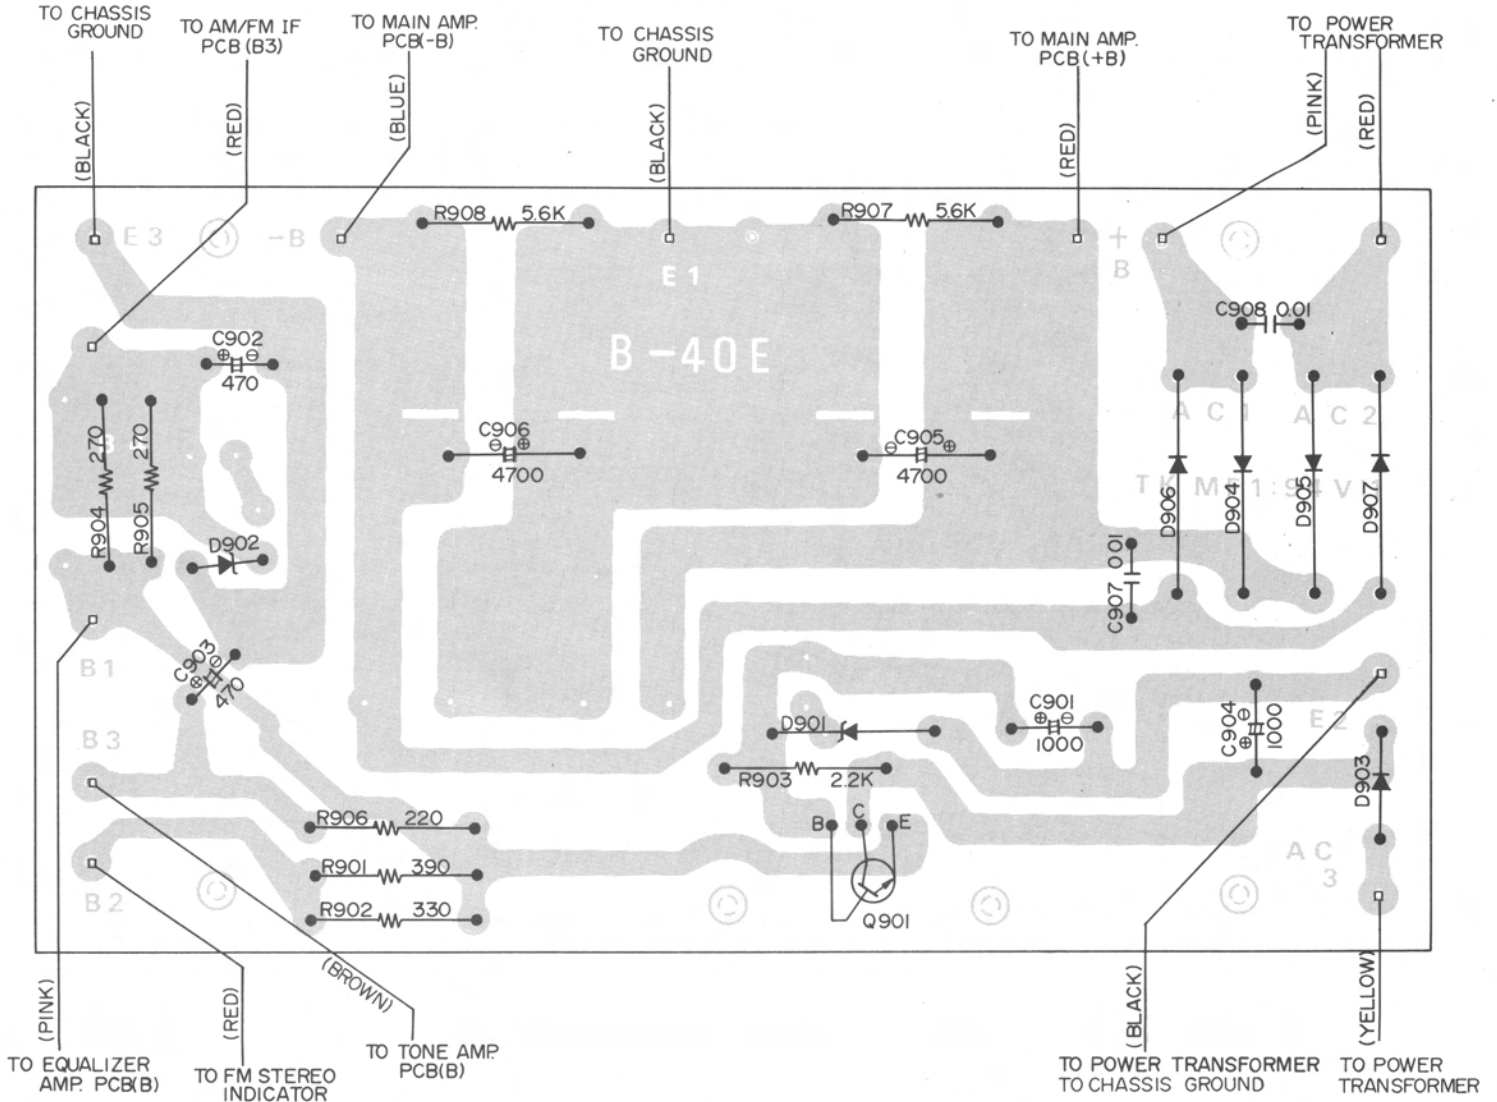 TO CHASSIS
GROUND
TO AM/FM IF
PCB (B3)
TO MAIN AMP.
PCB(-B)
TO CHASSIS
GROUND
TO MAIN AMP.
PCB(+B)
TO POWER
TRANSFORMER
(BLACK)
(RED)
(BLUE)
(BLACK)
(RED)
(PINK)
(RED)
E3
-B
R908 5.6K
R907 5.6K
+
B
E1
B-40E
C908 0.01
C902
⊕ ⊖
470
AC1
AC2
C906
⊖ ⊕
4700
⊖ C905 ⊕
4700
270
270
R904
R905
D902
D906
D904
D905
D907
C907 0.01
B1
C903
⊖
⊕
470
B3
D901
C901
⊕ ⊖
1000
C904
⊖
⊕
1000
E2
R903 2.2K
D903
R906 220
B
C
E
R901 390
R902 330
Q901
B2
AC
3
(PINK)
(RED)
(BROWN)
(BLACK)
(YELLOW)
TO EQUALIZER
AMP. PCB(B)
TO FM STEREO
INDICATOR
TO TONE AMP.
PCB(B)
TO POWER TRANSFORMER
TO CHASSIS GROUND
TO POWER
TRANSFORMER